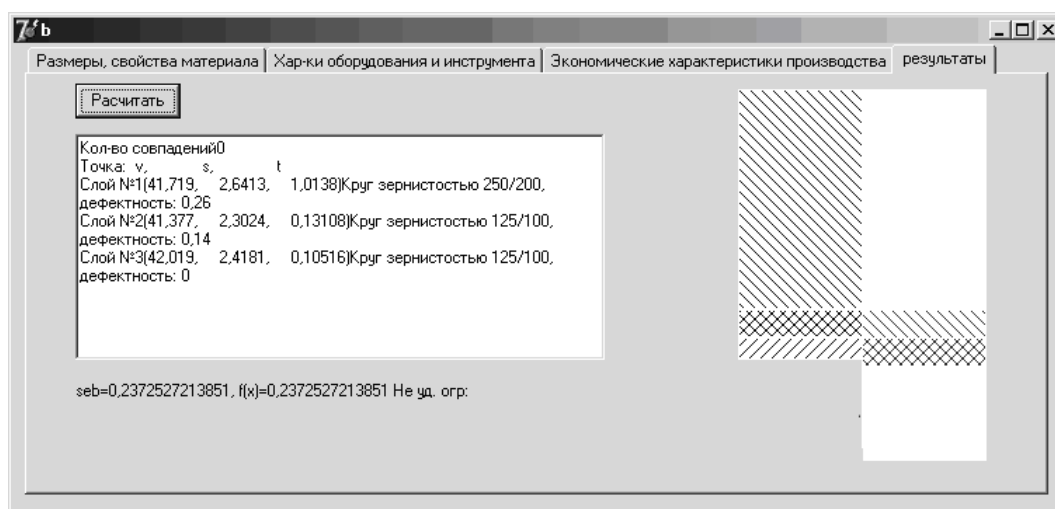 b
Размеры, свойства материала
Хар-ки оборудования и инструмента
Экономические характеристики производства
результаты
Расчитать
Кол-во совпадений0
Точка: v, s, t
Слой №1(41,719, 2,6413, 1,0138)Круг зернистостью 250/200,
дефектность: 0,26
Слой №2(41,377, 2,3024, 0,13108)Круг зернистостью 125/100,
дефектность: 0,14
Слой №3(42,019, 2,4181, 0,10516)Круг зернистостью 125/100,
дефектность: 0
seb=0,2372527213851, f(x)=0,2372527213851 Не уд. огр: